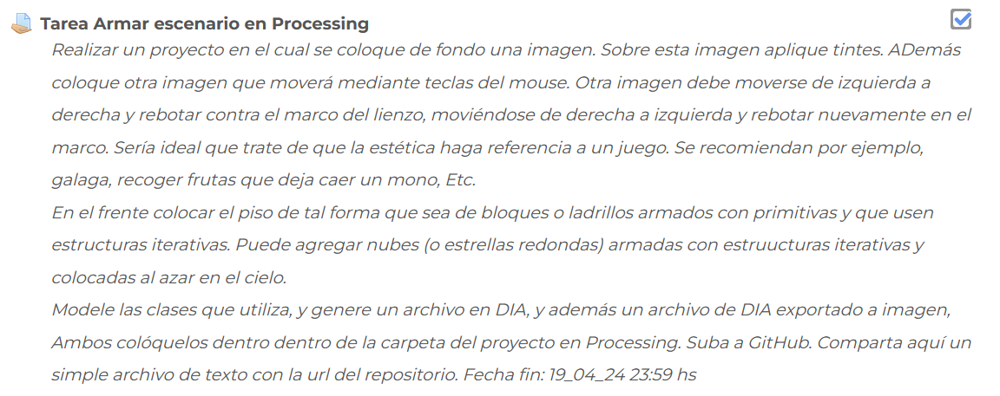 Tarea Armar escenario en Processing
Realizar un proyecto en el cual se coloque de fondo una imagen. Sobre esta imagen aplique tintes. ADemás
coloque otra imagen que moverá mediante teclas del mouse. Otra imagen debe moverse de izquierda a
derecha y rebotar contra el marco del lienzo, moviéndose de derecha a izquierda y rebotar nuevamente en el
marco. Sería ideal que trate de que la estética haga referencia a un juego. Se recomiendan por ejemplo,
galaga, recoger frutas que deja caer un mono, Etc.
En el frente colocar el piso de tal forma que sea de bloques o ladrillos armados con primitivas y que usen
estructuras iterativas. Puede agregar nubes (o estrellas redondas) armadas con estruucturas iterativas y
colocadas al azar en el cielo.
Modele las clases que utiliza, y genere un archivo en DIA, y además un archivo de DIA exportado a imagen,
Ambos colóquelos dentro dentro de la carpeta del proyecto en Processing. Suba a GitHub. Comparta aquí un
simple archivo de texto con la url del repositorio. Fecha fin: 19_04_24 23:59 hs